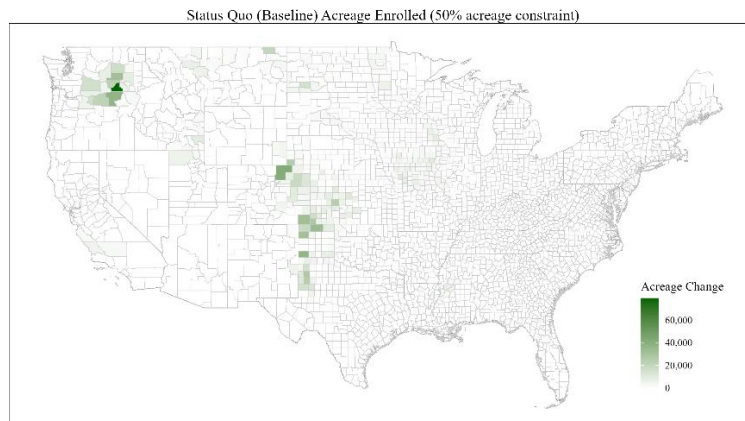 Status Quo (Baseline) Acreage Enrolled (50% acreage constraint)
Acreage Change
60,000
40,000
20,000
0